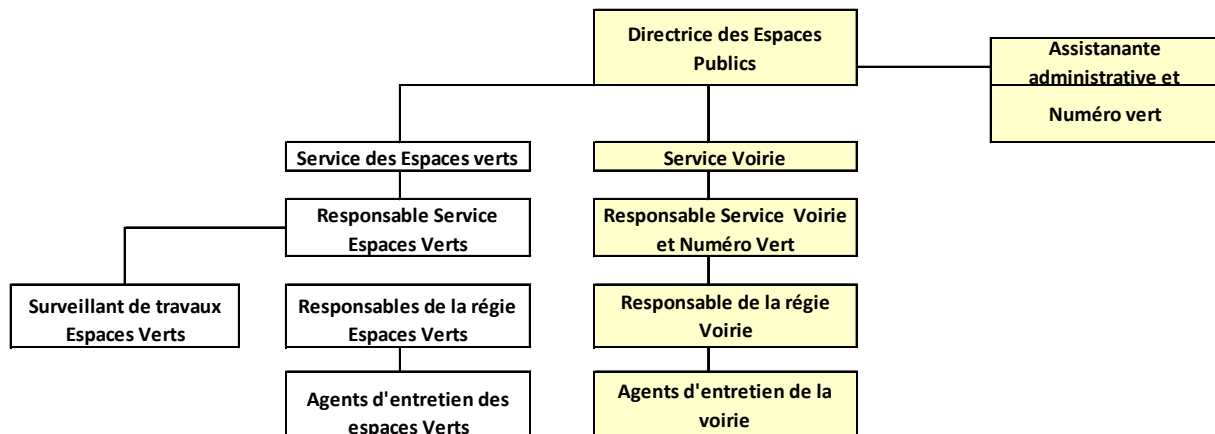 Directrice des Espaces
Publics
Assistanante
administrative et
Numéro vert
Service des Espaces verts
Service Voirie
Responsable Service
Espaces Verts
Responsable Service Voirie
et Numéro Vert
Surveillant de travaux
Espaces Verts
Responsables de la régie
Espaces Verts
Responsable de la régie
Voirie
Agents d'entretien des
espaces Verts
Agents d'entretien de la
voirie